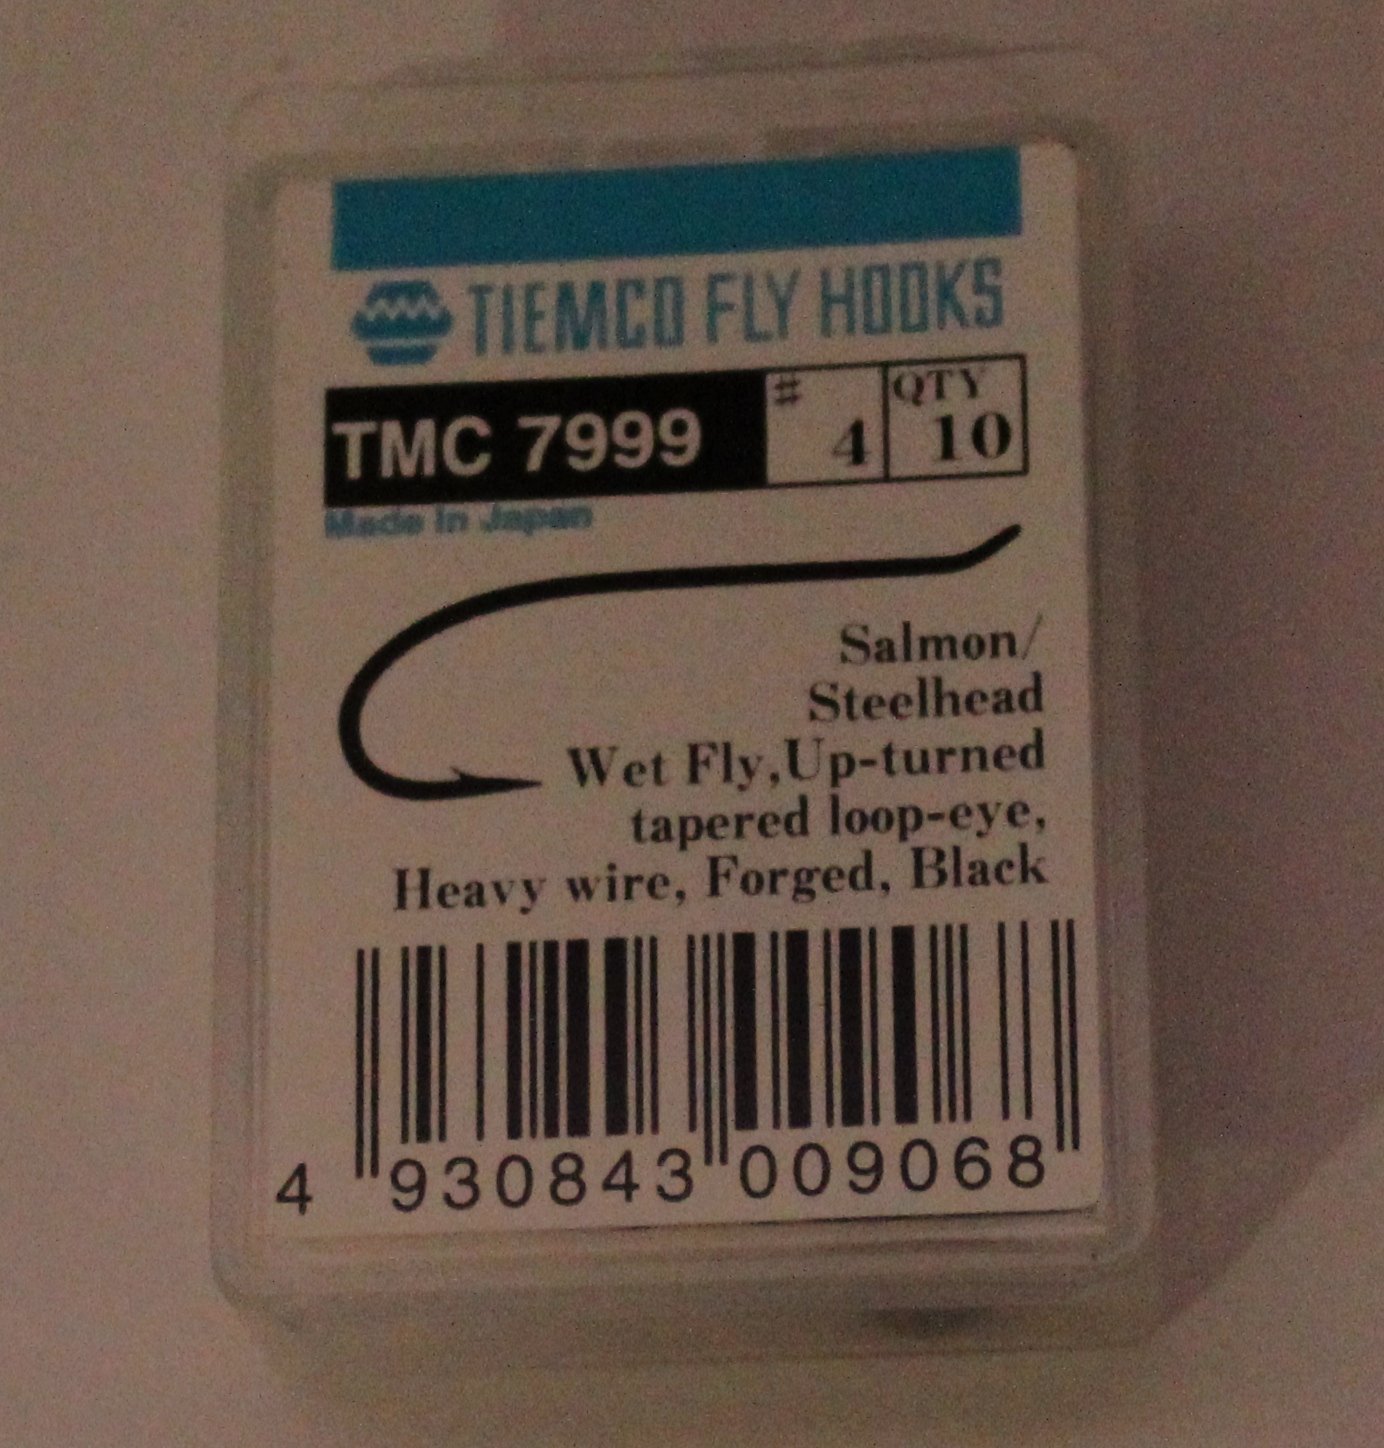 TIEMCO FLY HOOKS
TMC 7999 # 4 QTY 10
Made in Japan
Salmon/
Steelhead
Wet Fly,Up-turned
tapered loop-eye,
Heavy wire, Forged, Black
4 930843 009068